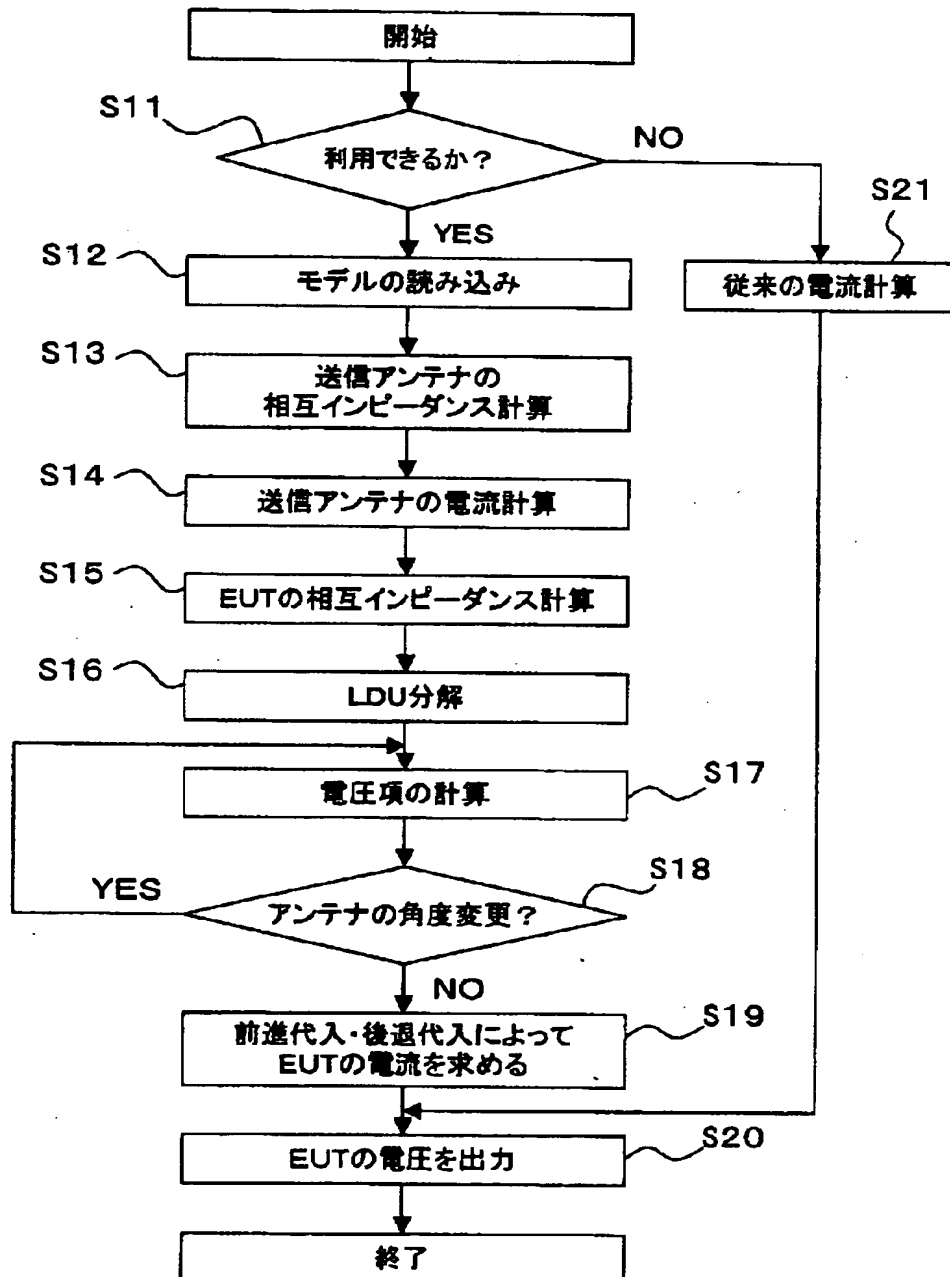 開始
S11
利用できるか?
NO
YES
S21
従来の電流計算
S12
モデルの読み込み
S13
送信アンテナの
相互インピーダンス計算
S14
送信アンテナの電流計算
S15
EUTの相互インピーダンス計算
S16
LDU分解
S17
電圧項の計算
S18
YES
アンテナの角度変更?
NO
S19
前進代入・後退代入によって
EUTの電流を求める
S20
EUTの電圧を出力
終了